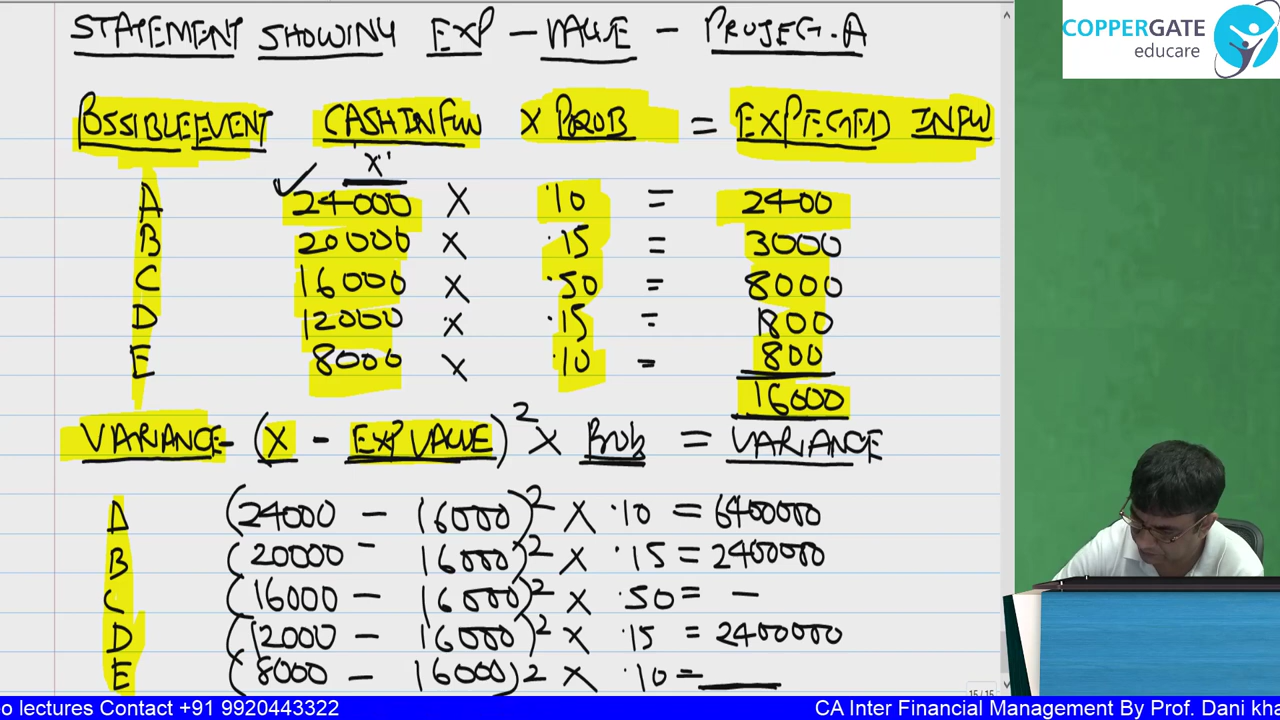 STATEMENT SHOWING EXP - VALUE - PROJECT.A
COPPERGATE
educare
POSSIBLE EVENT CASH INFLOW X PROB = EXPECTED INFLOW
'X'
A 24000 X .10 = 2400
B 20000 X .15 = 3000
C 16000 X .50 = 8000
D 12000 X .15 = 1800
E 8000 X .10 = 800
16000
VARIANCE - (X - EXP VALUE)² X Prob = VARIANCE
A (24000 - 16000)² X .10 = 6400000
B (20000 - 16000)² X .15 = 2400000
C (16000 - 16000)² X .50 = -
D (12000 - 16000)² X .15 = 2400000
E (8000 - 16000)2 X .10 =
15/15
eo lectures Contact +91 9920443322 CA Inter Financial Management By Prof. Dani kha